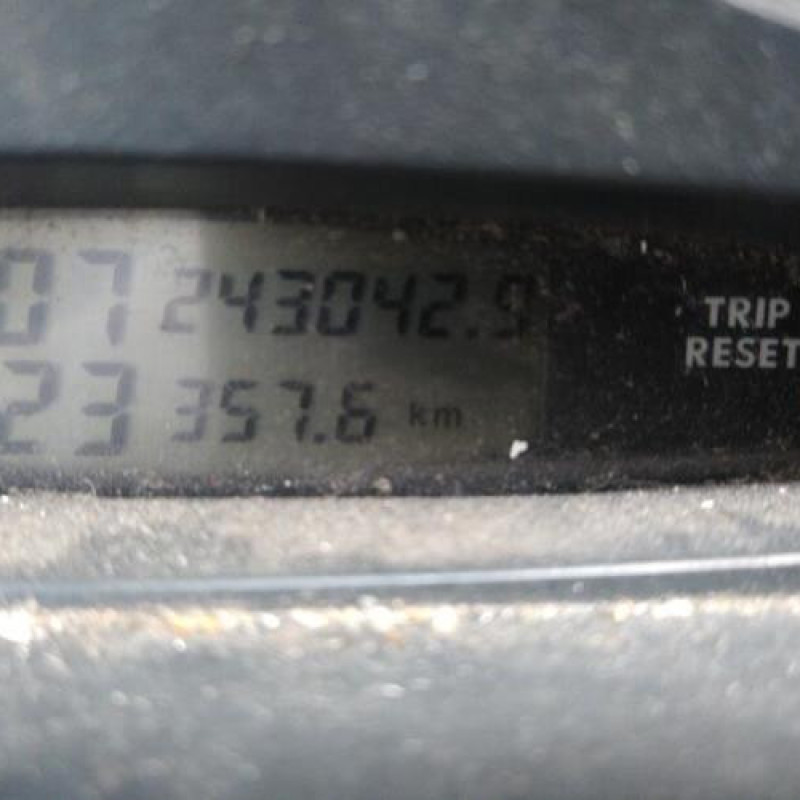 07 243042.9
23 357.6 km
TRIP
RESET